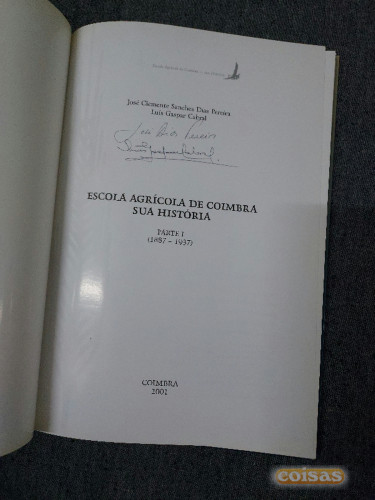 José Clemente Sanches Dias Pereira
Luís Gaspar Cabral
ESCOLA AGRÍCOLA DE COIMBRA
SUA HISTÓRIA
PARTE I
(1887 - 1937)
COIMBRA
2002
coisas